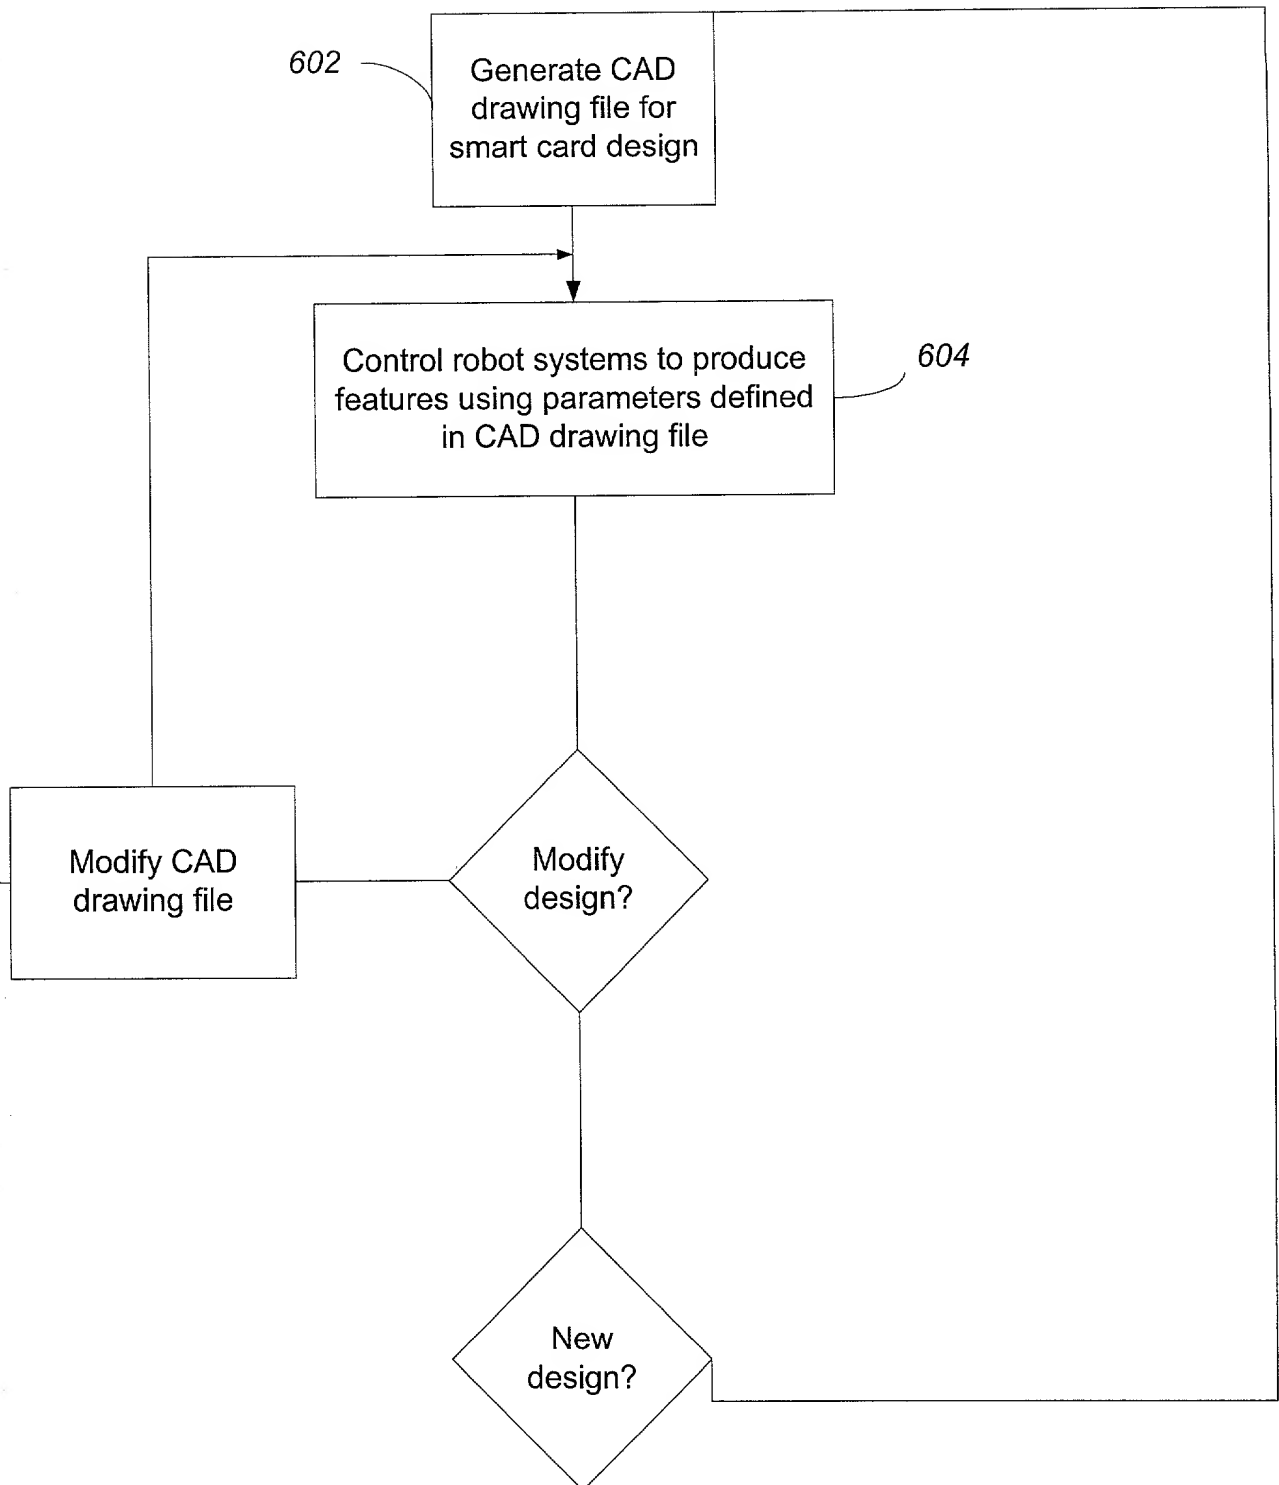 602
Generate CAD
drawing file for
smart card design
Control robot systems to produce
features using parameters defined
in CAD drawing file
604
Modify CAD
drawing file
Modify
design?
New
design?